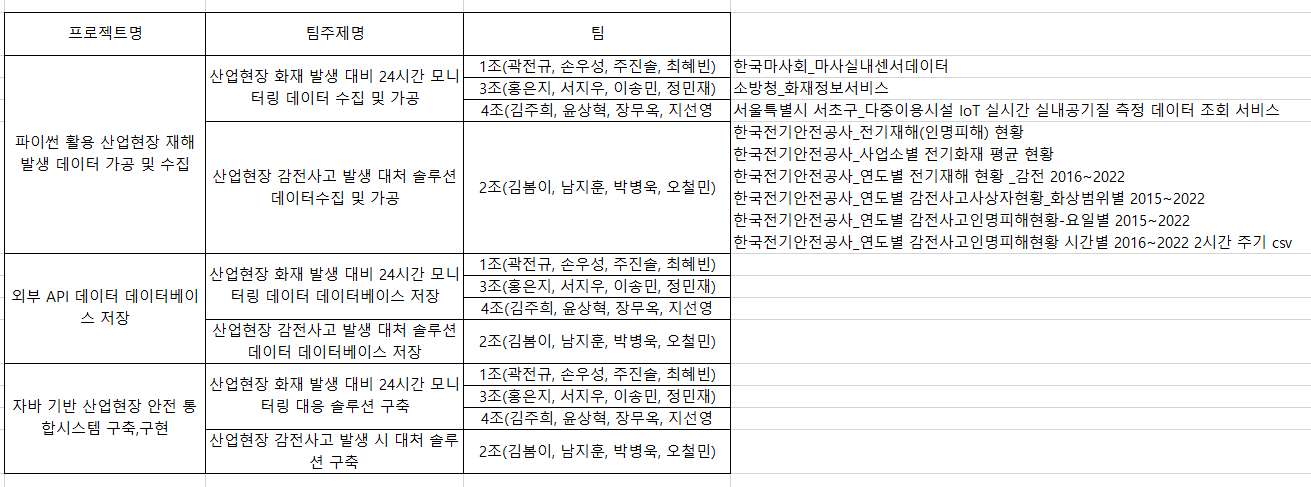 프로젝트명
팀주제명
팀
파이썬 활용 산업현장 재해
발생 데이터 가공 및 수집
산업현장 화재 발생 대비 24시간 모니
터링 데이터 수집 및 가공
1조(곽전규, 손우성, 주진솔, 최혜빈)
한국마사회_마사실내센서데이터
3조(홍은지, 서지우, 이송민, 정민재)
소방청_화재정보서비스
4조(김주희, 윤상혁, 장무옥, 지선영
서울특별시 서초구_다중이용시설 IoT 실시간 실내공기질 측정 데이터 조회 서비스
산업현장 감전사고 발생 대처 솔루션
데이터수집 및 가공
2조(김봄이, 남지훈, 박병욱, 오철민)
한국전기안전공사_전기재해(인명피해) 현황
한국전기안전공사_사업소별 전기화재 평균 현황
한국전기안전공사_연도별 전기재해 현황 _감전 2016~2022
한국전기안전공사_연도별 감전사고사상자현황_화상범위별 2015~2022
한국전기안전공사_연도별 감전사고인명피해현황-요일별 2015~2022
한국전기안전공사_연도별 감전사고인명피해현황 시간별 2016~2022 2시간 주기 csv
외부 API 데이터 데이터베이
스 저장
산업현장 화재 발생 대비 24시간 모니
터링 데이터 데이터베이스 저장
1조(곽전규, 손우성, 주진솔, 최혜빈)
3조(홍은지, 서지우, 이송민, 정민재)
4조(김주희, 윤상혁, 장무옥, 지선영
산업현장 감전사고 발생 대처 솔루션
데이터 데이터베이스 저장
2조(김봄이, 남지훈, 박병욱, 오철민)
자바 기반 산업현장 안전 통
합시스템 구축,구현
산업현장 화재 발생 대비 24시간 모니
터링 대응 솔루션 구축
1조(곽전규, 손우성, 주진솔, 최혜빈)
3조(홍은지, 서지우, 이송민, 정민재)
4조(김주희, 윤상혁, 장무옥, 지선영
산업현장 감전사고 발생 시 대처 솔루
션 구축
2조(김봄이, 남지훈, 박병욱, 오철민)